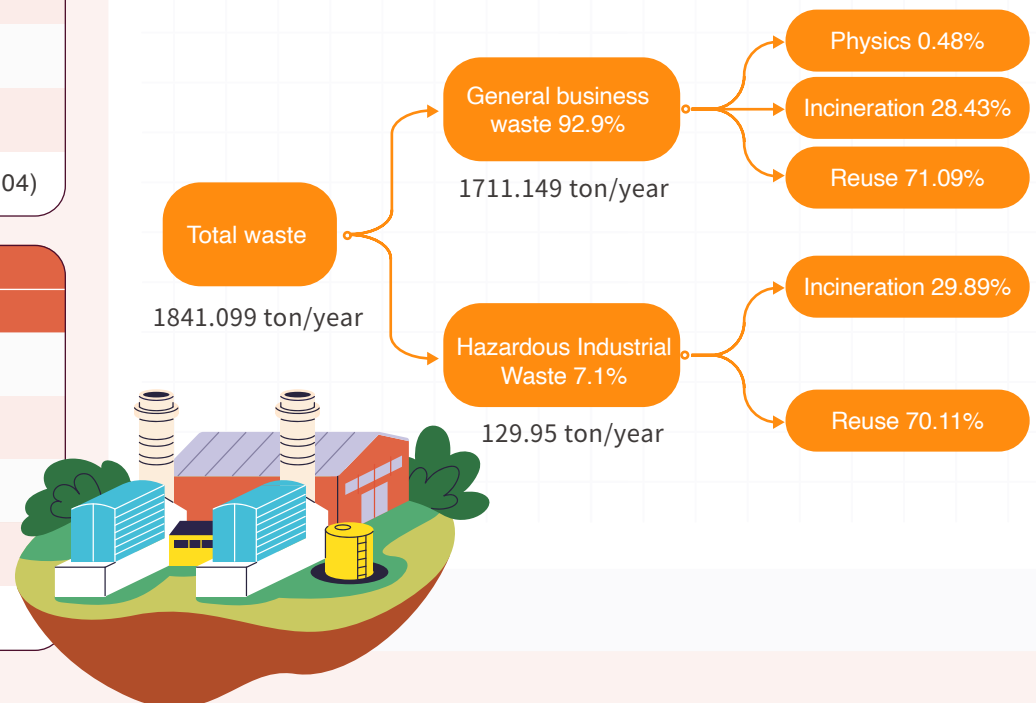 04)
Total waste
1841.099 ton/year
General business
waste 92.9%
1711.149 ton/year
Physics 0.48%
Incineration 28.43%
Reuse 71.09%
Hazardous Industrial
Waste 7.1%
129.95 ton/year
Incineration 29.89%
Reuse 70.11%